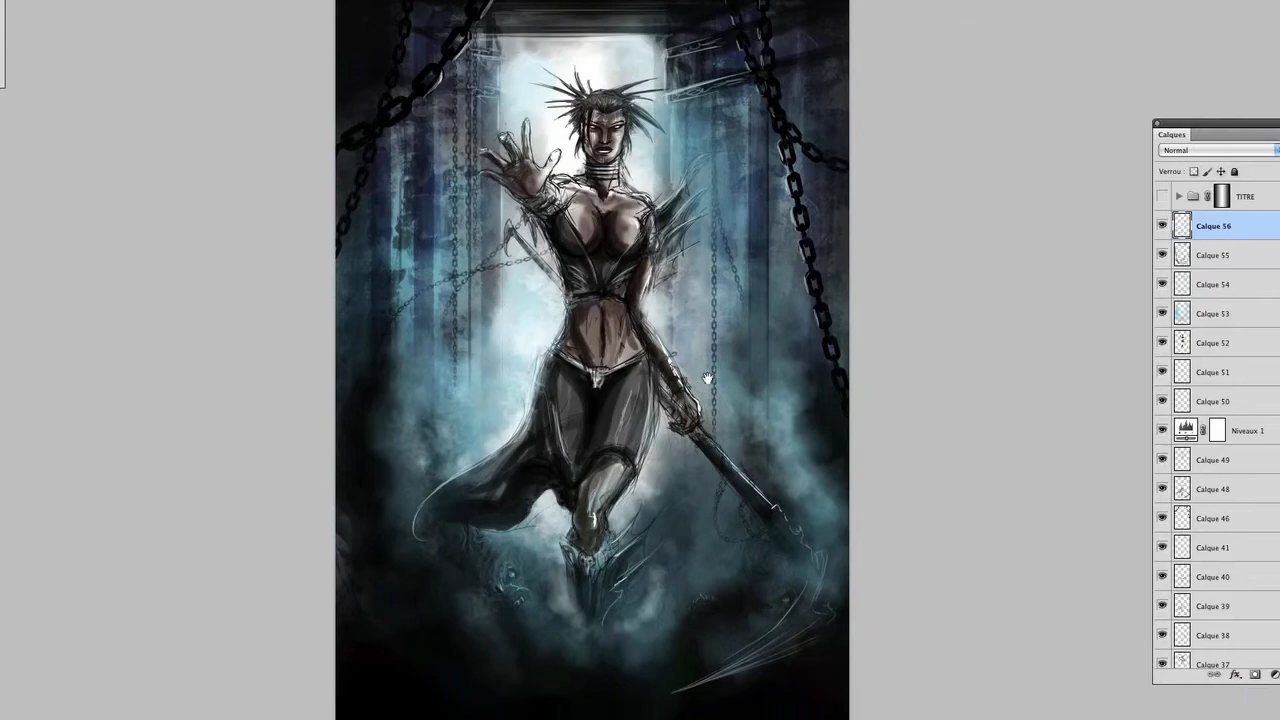 Calques
Normal
Verrou :
TITRE
Calque 56
Calque 55
Calque 54
Calque 53
Calque 52
Calque 51
Calque 50
Niveaux 1
Calque 49
Calque 48
Calque 46
Calque 41
Calque 40
Calque 39
Calque 38
Calque 37
fx.